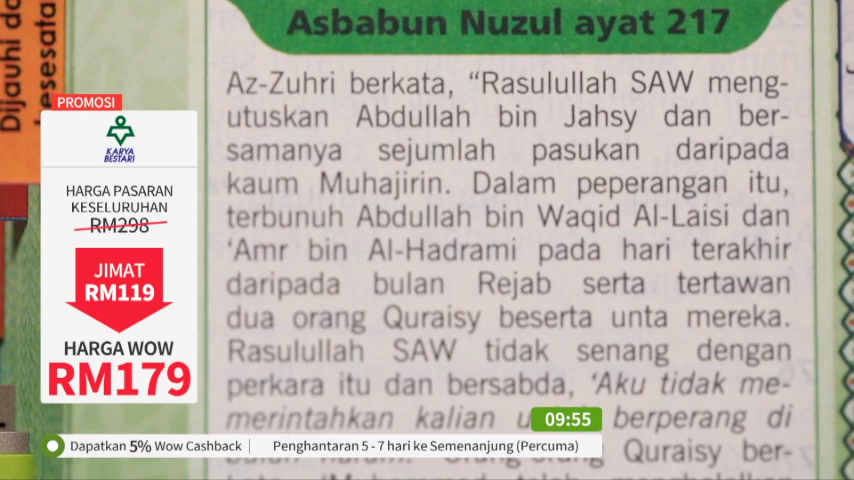 Asbabun Nuzul ayat 217
Az-Zuhri berkata, “Rasulullah SAW meng-
utuskan Abdullah bin Jahsy dan ber-
samanya sejumlah pasukan daripada
kaum Muhajirin. Dalam peperangan itu,
terbunuh Abdullah bin Waqid Al-Laisi dan
‘Amr bin Al-Hadrami pada hari terakhir
daripada bulan Rejab serta tertawan
dua orang Quraisy beserta unta mereka.
Rasulullah SAW tidak senang dengan
perkara itu dan bersabda, ‘Aku tidak me-
merintahkan kalian berperang di
Quraisy ber-
Dijauhi
PROMOSI
KARYA
BESTARI
HARGA PASARAN
KESELURUHAN
RM298
JIMAT
RM119
HARGA WOW
RM179
09:55
Dapatkan 5% Wow Cashback
Penghantaran 5 - 7 hari ke Semenanjung (Percuma)